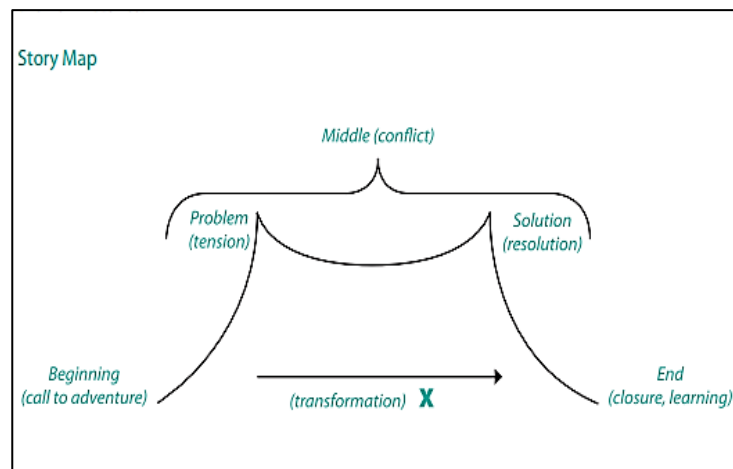 Story Map
Middle (conflict)
Problem
(tension)
Solution
(resolution)
Beginning
(call to adventure)
(transformation) X
End
(closure, learning)